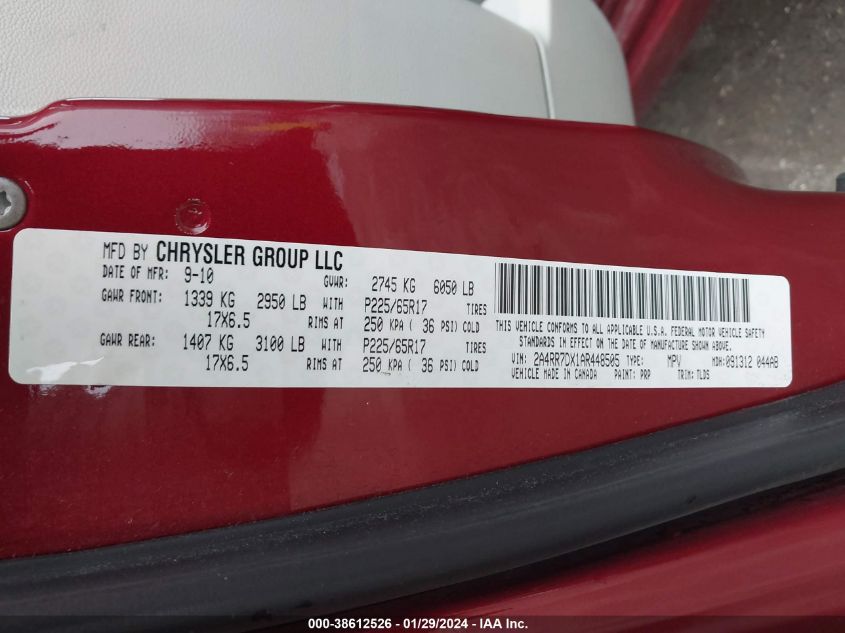 MFD BY CHRYSLER GROUP LLC
DATE OF MFR: 9-10 GVWR: 2745 KG 6050 LB
GAWR FRONT: 1339 KG 2950 LB WITH P225/65R17 TIRES
17X6.5 RIMS AT 250 KPA ( 36 PSI) COLD
GAWR REAR: 1407 KG 3100 LB WITH P225/65R17 TIRES
17X6.5 RIMS AT 250 KPA ( 36 PSI) COLD
THIS VEHICLE CONFORMS TO ALL APPLICABLE U.S.A. FEDERAL MOTOR VEHICLE SAFETY
STANDARDS IN EFFECT ON THE DATE OF MANUFACTURE SHOWN ABOVE.
VIN: 2A4RR7DX1AR448505 TYPE: MPV MDH: 091312 044AB
VEHICLE MADE IN CANADA PAINT: PRP TRIM: TLDS
000-38612526 - 01/29/2024 - IAA Inc.